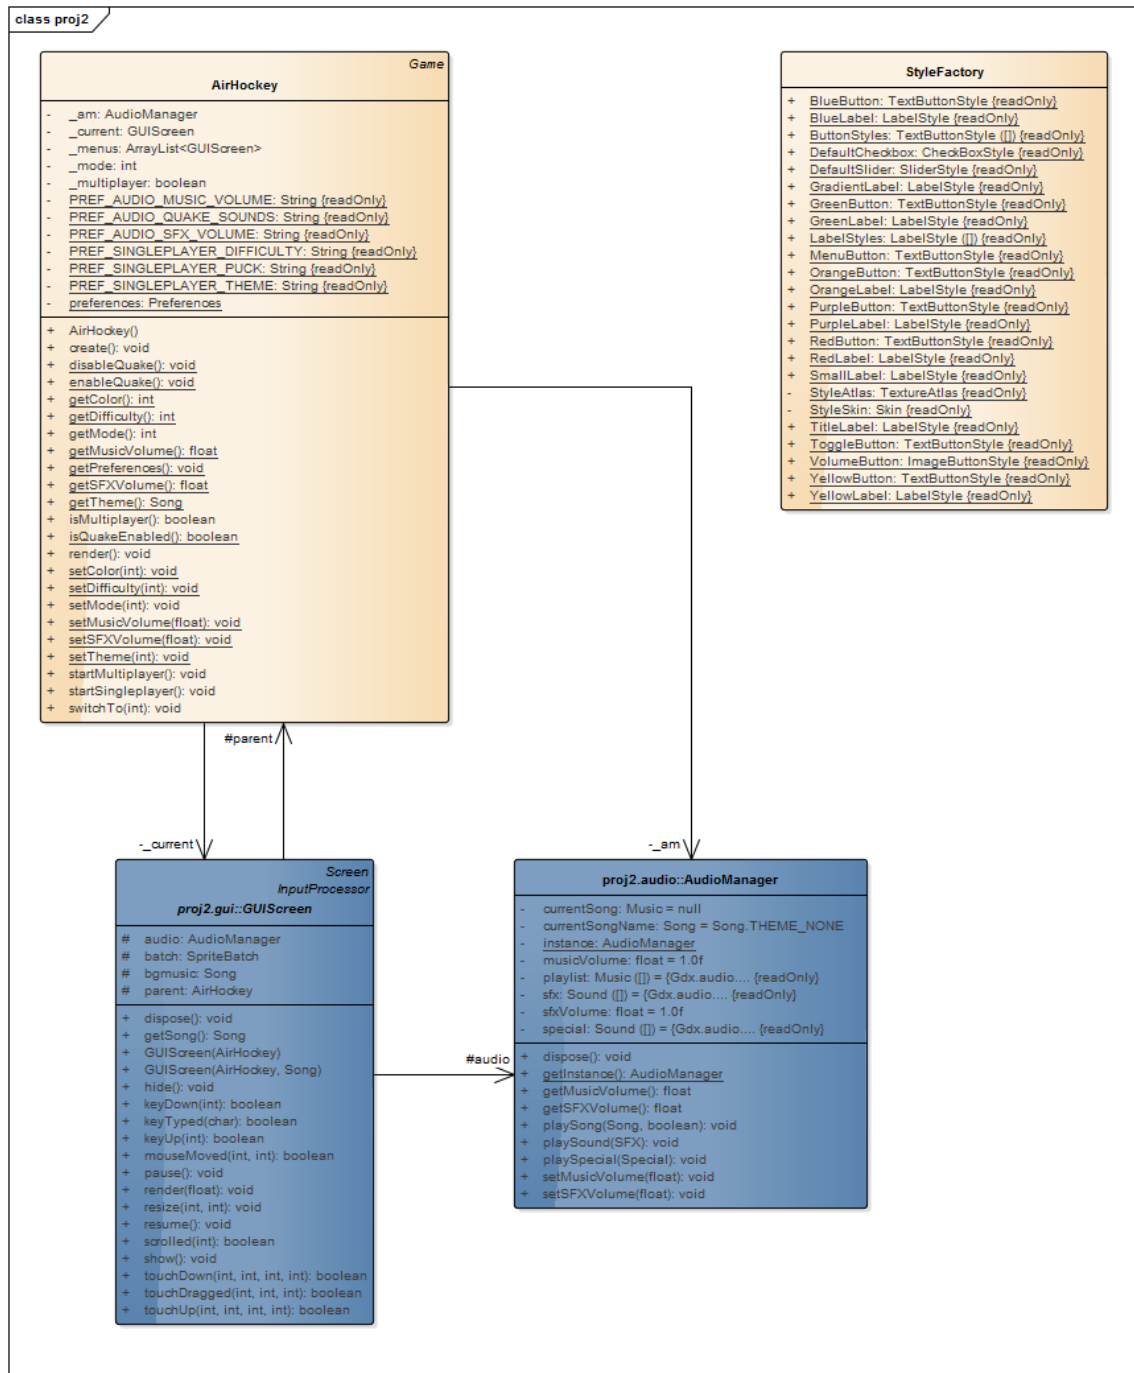 class proj2
Game
AirHockey
- _am: AudioManager
- _current: GUIScreen
- _menus: ArrayList<GUIScreen>
- _mode: int
- _multiplayer: boolean
- PREF_AUDIO_MUSIC_VOLUME: String {readOnly}
- PREF_AUDIO_QUAKE_SOUNDS: String {readOnly}
- PREF_AUDIO_SFX_VOLUME: String {readOnly}
- PREF_SINGLEPLAYER_DIFFICULTY: String {readOnly}
- PREF_SINGLEPLAYER_PUCK: String {readOnly}
- PREF_SINGLEPLAYER_THEME: String {readOnly}
- preferences: Preferences
+ AirHockey()
+ create(): void
+ disableQuake(): void
+ enableQuake(): void
+ getColor(): int
+ getDifficulty(): int
+ getMode(): int
+ getMusicVolume(): float
+ getPreferences(): void
+ getSFXVolume(): float
+ getTheme(): Song
+ isMultiplayer(): boolean
+ isQuakeEnabled(): boolean
+ render(): void
+ setColor(int): void
+ setDifficulty(int): void
+ setMode(int): void
+ setMusicVolume(float): void
+ setSFXVolume(float): void
+ setTheme(int): void
+ startMultiplayer(): void
+ startSingleplayer(): void
+ switchTo(int): void
StyleFactory
+ BlueButton: TextButtonStyle {readOnly}
+ BlueLabel: LabelStyle {readOnly}
+ ButtonStyles: TextButtonStyle ([]) {readOnly}
+ DefaultCheckbox: CheckBoxStyle {readOnly}
+ DefaultSlider: SliderStyle {readOnly}
+ GradientLabel: LabelStyle {readOnly}
+ GreenButton: TextButtonStyle {readOnly}
+ GreenLabel: LabelStyle {readOnly}
+ LabelStyles: LabelStyle ([]) {readOnly}
+ MenuButton: TextButtonStyle {readOnly}
+ OrangeButton: TextButtonStyle {readOnly}
+ OrangeLabel: LabelStyle {readOnly}
+ PurpleButton: TextButtonStyle {readOnly}
+ PurpleLabel: LabelStyle {readOnly}
+ RedButton: TextButtonStyle {readOnly}
+ RedLabel: LabelStyle {readOnly}
+ SmallLabel: LabelStyle {readOnly}
- StyleAtlas: TextureAtlas {readOnly}
- StyleSkin: Skin {readOnly}
+ TitleLabel: LabelStyle {readOnly}
+ ToggleButton: TextButtonStyle {readOnly}
+ VolumeButton: ImageButtonStyle {readOnly}
+ YellowButton: TextButtonStyle {readOnly}
+ YellowLabel: LabelStyle {readOnly}
#parent
-_current
-_am
Screen
InputProcessor
proj2.gui::GUIScreen
# audio: AudioManager
# batch: SpriteBatch
# bgmusic: Song
# parent: AirHockey
+ dispose(): void
+ getSong(): Song
+ GUIScreen(AirHockey)
+ GUIScreen(AirHockey, Song)
+ hide(): void
+ keyDown(int): boolean
+ keyTyped(char): boolean
+ keyUp(int): boolean
+ mouseMoved(int, int): boolean
+ pause(): void
+ render(float): void
+ resize(int, int): void
+ resume(): void
+ scrolled(int): boolean
+ show(): void
+ touchDown(int, int, int, int): boolean
+ touchDragged(int, int, int): boolean
+ touchUp(int, int, int, int): boolean
#audio
proj2.audio::AudioManager
- currentSong: Music = null
- currentSongName: Song = Song.THEME_NONE
- instance: AudioManager
- musicVolume: float = 1.0f
- playlist: Music ([]) = {Gdx.audio.... {readOnly}
- sfx: Sound ([]) = {Gdx.audio.... {readOnly}
- sfxVolume: float = 1.0f
- special: Sound ([]) = {Gdx.audio.... {readOnly}
+ dispose(): void
+ getInstance(): AudioManager
+ getMusicVolume(): float
+ getSFXVolume(): float
+ playSong(Song, boolean): void
+ playSound(SFX): void
+ playSpecial(Special): void
+ setMusicVolume(float): void
+ setSFXVolume(float): void